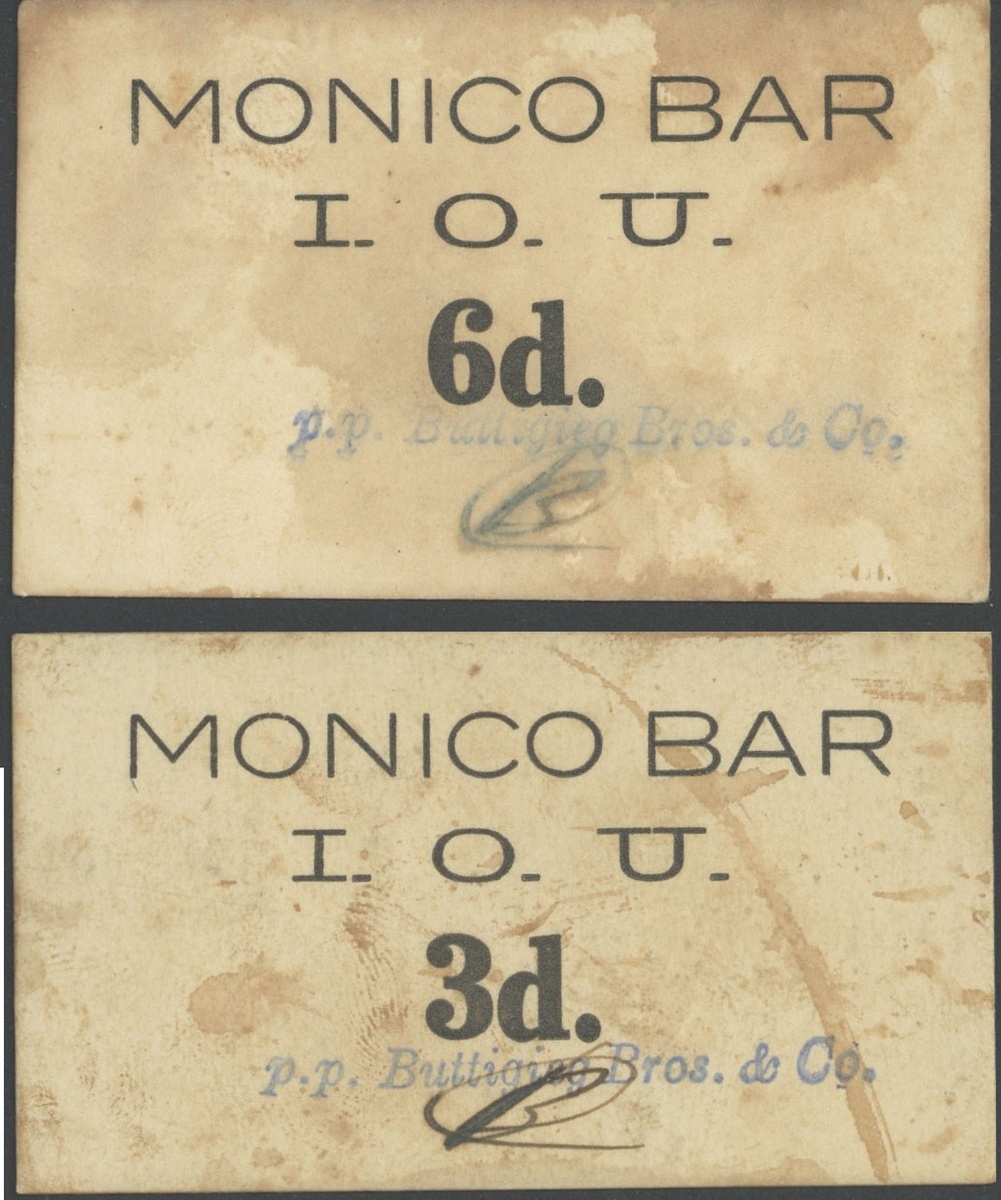 MONICO BAR
I. O. U.
6d.
p.p. Buttigieg Bros. & Co.
MONICO BAR
I. O. U.
3d.
p.p. Buttigieg Bros. & Co.